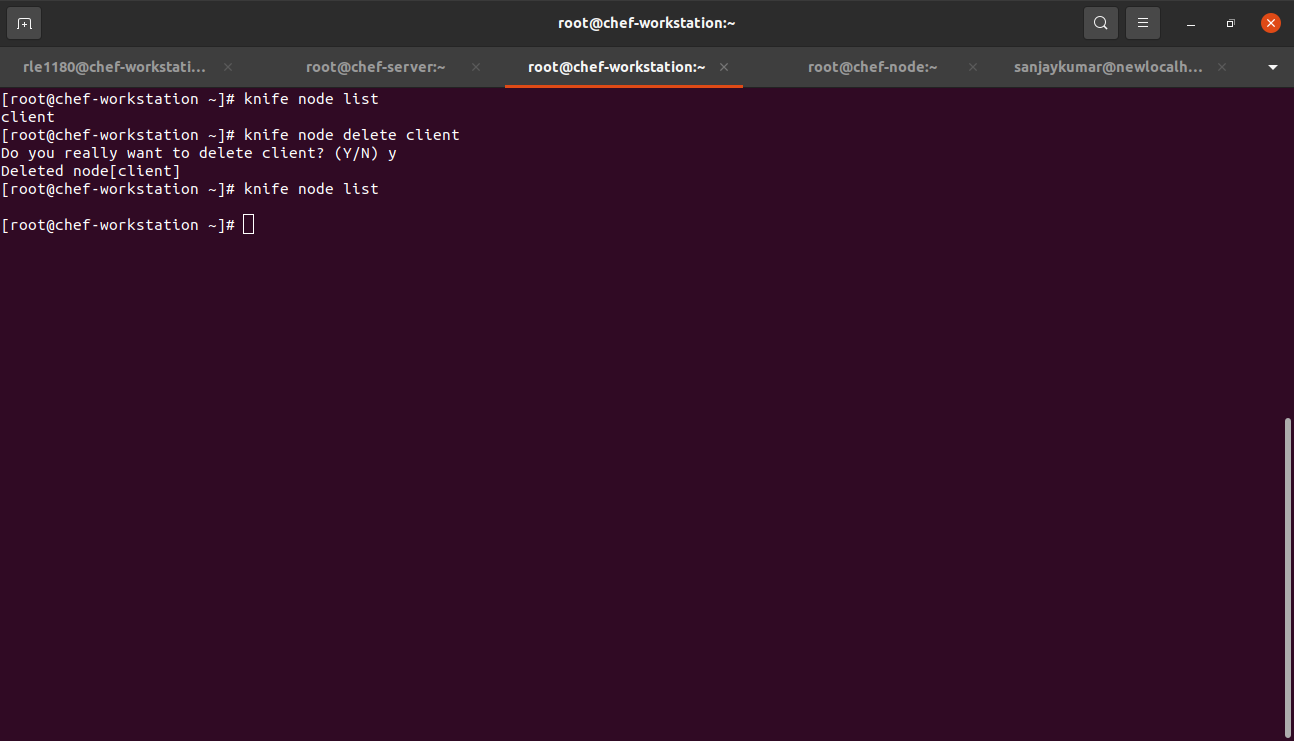 root@chef-workstation:~
rle1180@chef-workstati… root@chef-server:~ root@chef-workstation:~ root@chef-node:~ sanjaykumar@newlocalh…
[root@chef-workstation ~]# knife node list
client
[root@chef-workstation ~]# knife node delete client
Do you really want to delete client? (Y/N) y
Deleted node[client]
[root@chef-workstation ~]# knife node list
[root@chef-workstation ~]#